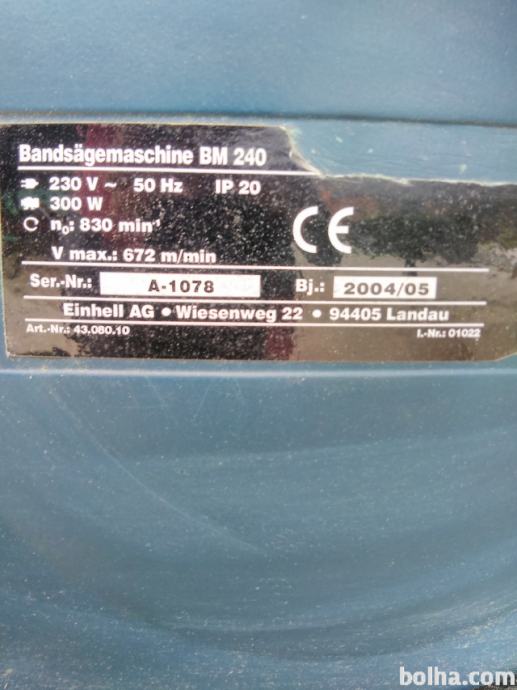 Bandsägemaschine BM 240
230 V ~ 50 Hz IP 20
300 W
n₀: 830 min⁻¹
V max.: 672 m/min
CE
Ser.-Nr.: A-1078 Bj.: 2004/05
Einhell AG • Wiesenweg 22 • 94405 Landau
Art.-Nr.: 43.080.10 I.-Nr.: 01022
bolha.com